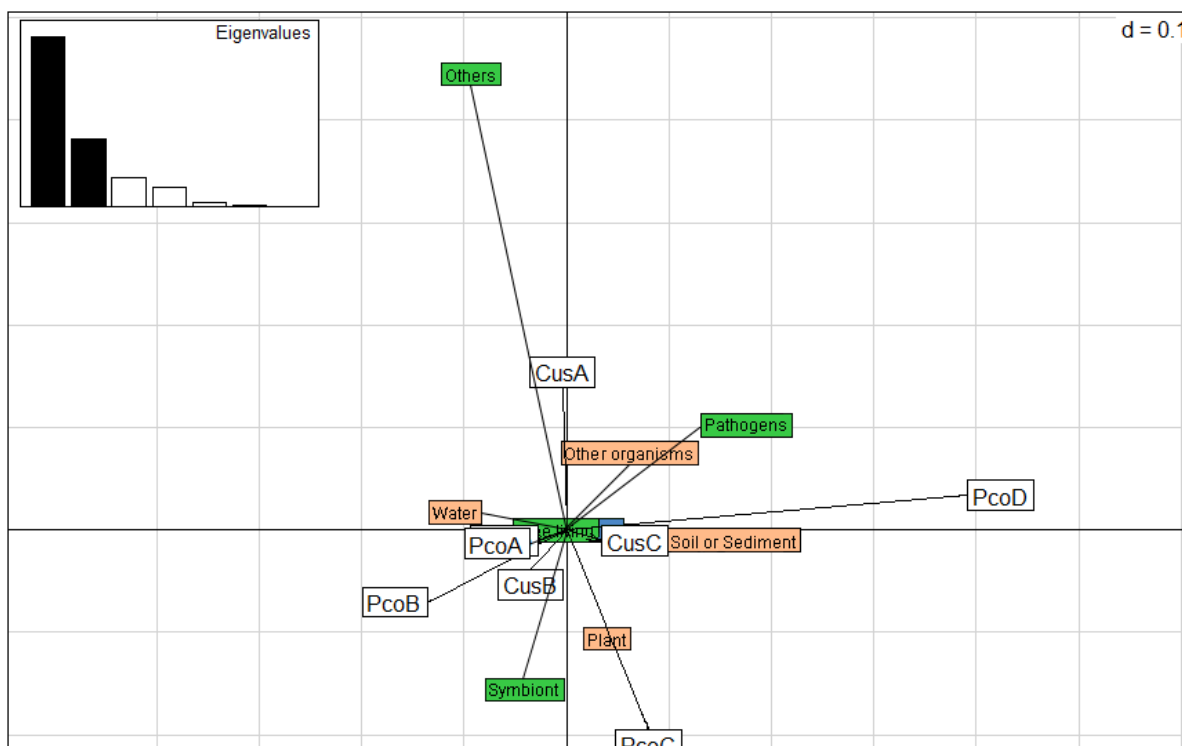 Eigenvalues
d = 0.1
Others
CusA
Pathogens
Other organisms
PcoD
Water
PcoA
CusC
Soil or Sediment
CusB
PcoB
Plant
Symbiont
PcoC